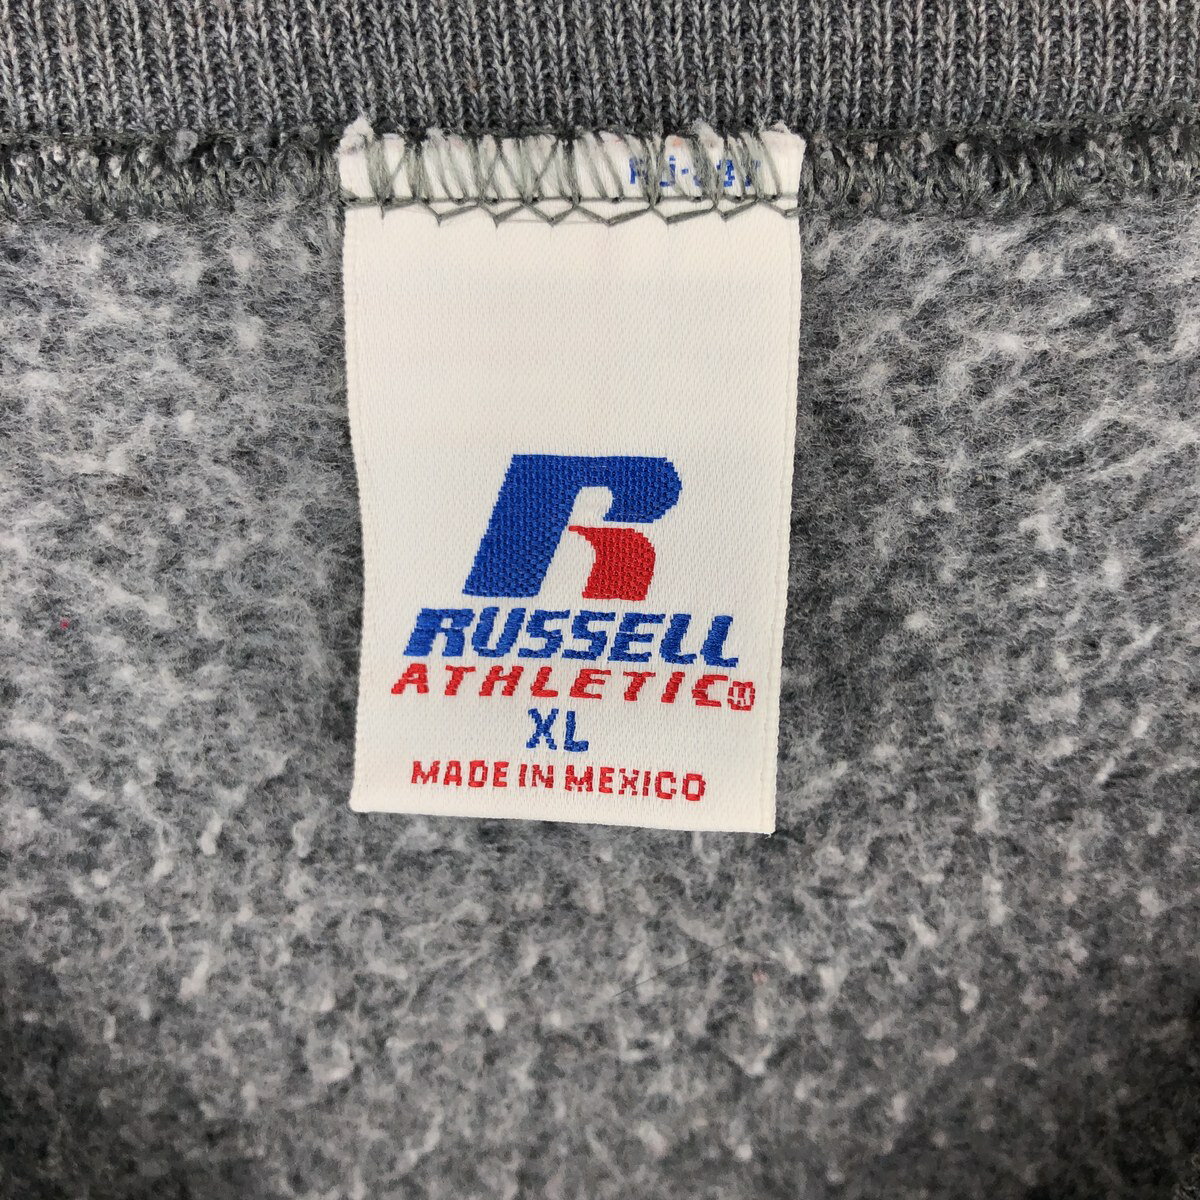 R
RUSSELL
ATHLETIC®
XL
MADE IN MEXICO